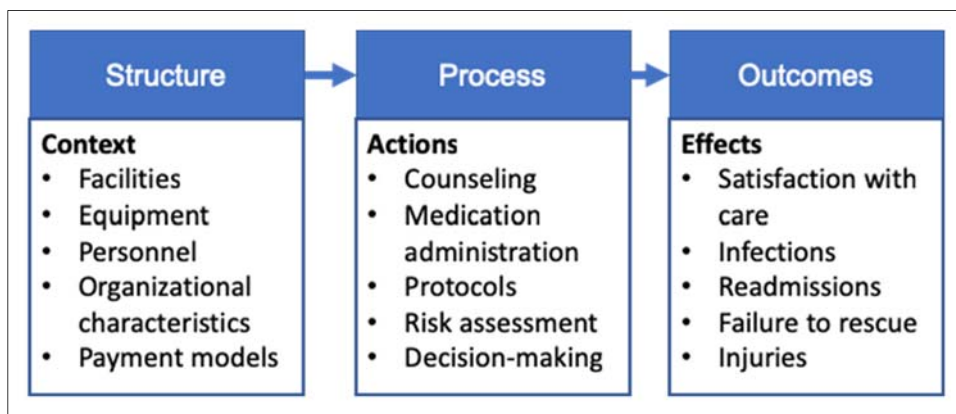 Structure
Context
• Facilities
• Equipment
• Personnel
• Organizational
characteristics
• Payment models
Process
Actions
• Counseling
• Medication
administration
• Protocols
• Risk assessment
• Decision-making
Outcomes
Effects
• Satisfaction with
care
• Infections
• Readmissions
• Failure to rescue
• Injuries